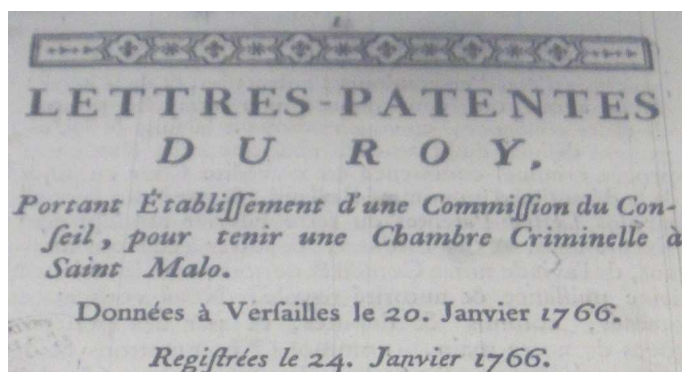 LETTRES-PATENTES
DU ROY,
Portant Établiſſement d'une Commiſſion du Con-
ſeil, pour tenir une Chambre Criminelle à
Saint Malo.
Données à Verſailles le 20. Janvier 1766.
Regiſtrées le 24. Janvier 1766.